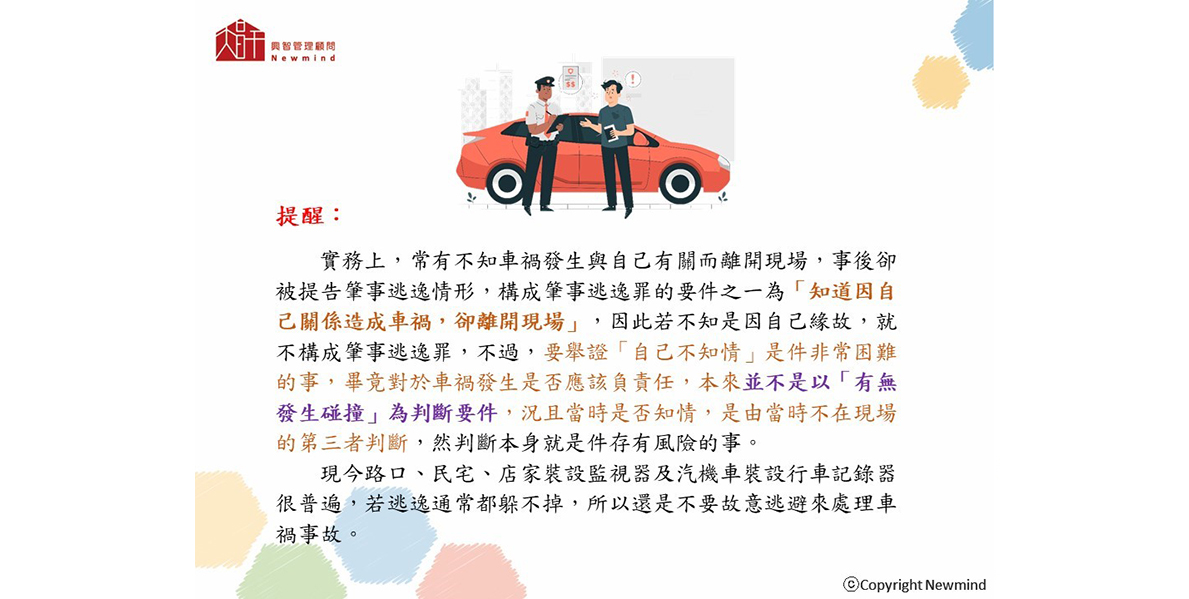 興智管理顧問
Newmind
$$
提醒：
實務上，常有不知車禍發生與自己有關而離開現場，事後卻
被提告肇事逃逸情形，構成肇事逃逸罪的要件之一為「知道因自
己關係造成車禍，卻離開現場」，因此若不知是因自己緣故，就
不構成肇事逃逸罪，不過，要舉證「自己不知情」是件非常困難
的事，畢竟對於車禍發生是否應該負責任，本來並不是以「有無
發生碰撞」為判斷要件，況且當時是否知情，是由當時不在現場
的第三者判斷，然判斷本身就是件存有風險的事。
現今路口、民宅、店家裝設監視器及汽機車裝設行車記錄器
很普遍，若逃逸通常都躲不掉，所以還是不要故意逃避來處理車
禍事故。
ⓒCopyright Newmind